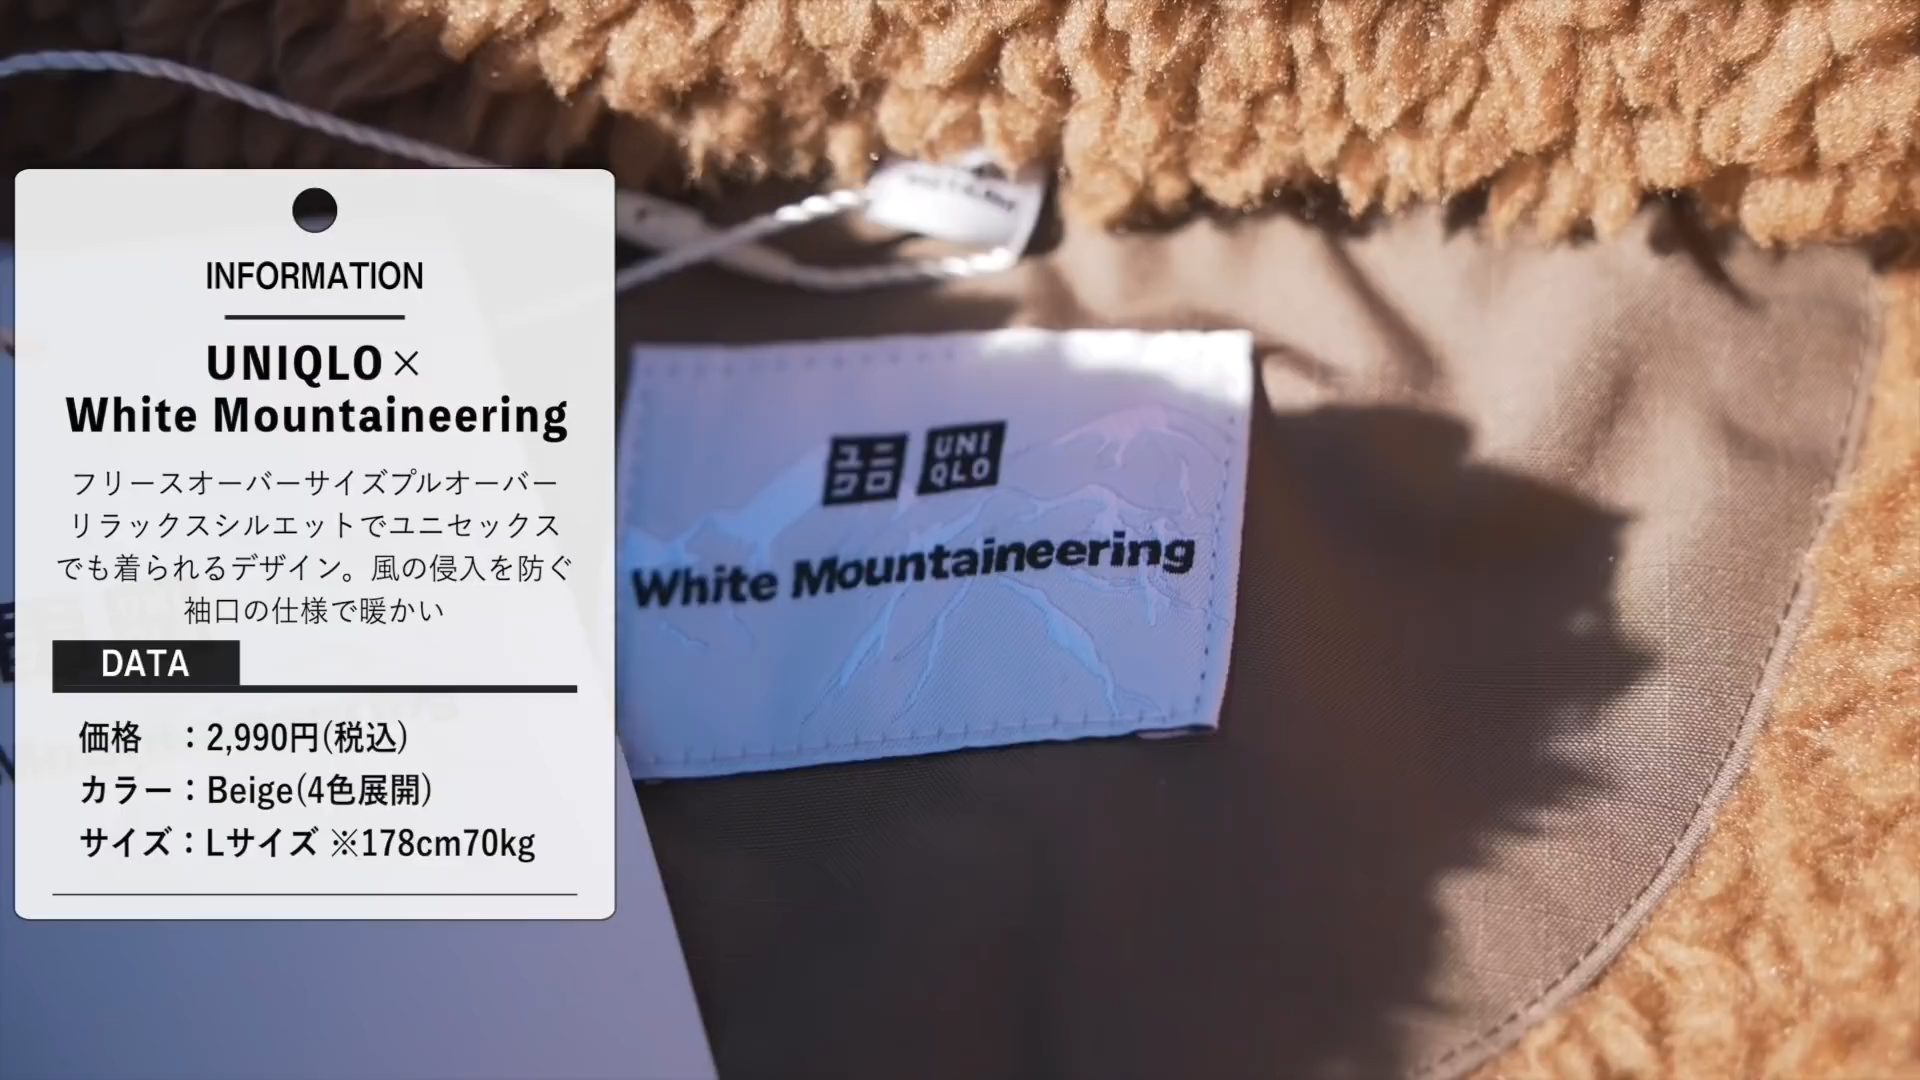 INFORMATION
UNIQLO×
White Mountaineering
フリースオーバーサイズプルオーバー
リラックスシルエットでユニセックス
でも着られるデザイン。風の侵入を防ぐ
袖口の仕様で暖かい
DATA
価格　：2,990円(税込)
カラー：Beige(4色展開)
サイズ：Lサイズ ※178cm70kg
ユニ UNI
クロ QLO
White Mountaineering